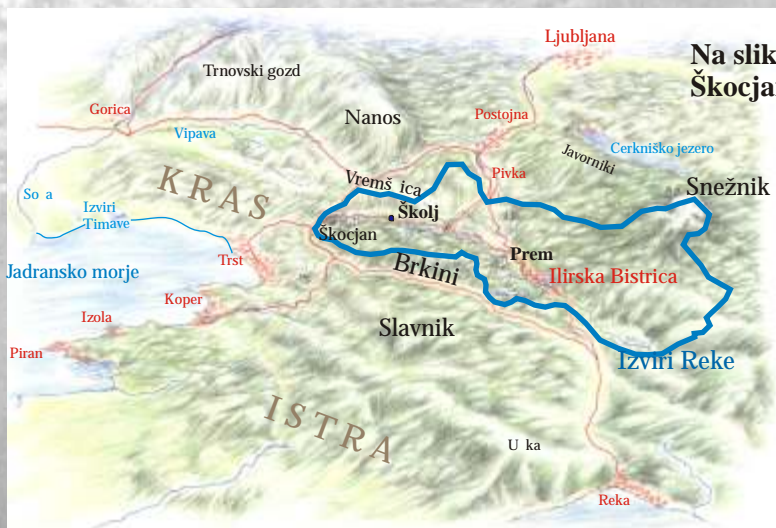 Ljubljana
Na slik
Škocjan
Trnovski gozd
Gorica
Nanos
Postojna
Vipava
Javorniki
Cerkniško jezero
KRAS
Vremš ica
Pivka
Snežnik
So a
Izviri
Timave
Škocjan
Školj
Trst
Prem
Jadransko morje
Brkini
Ilirska Bistrica
Koper
Izola
Slavnik
Piran
Izviri Reke
ISTRA
U ka
Reka